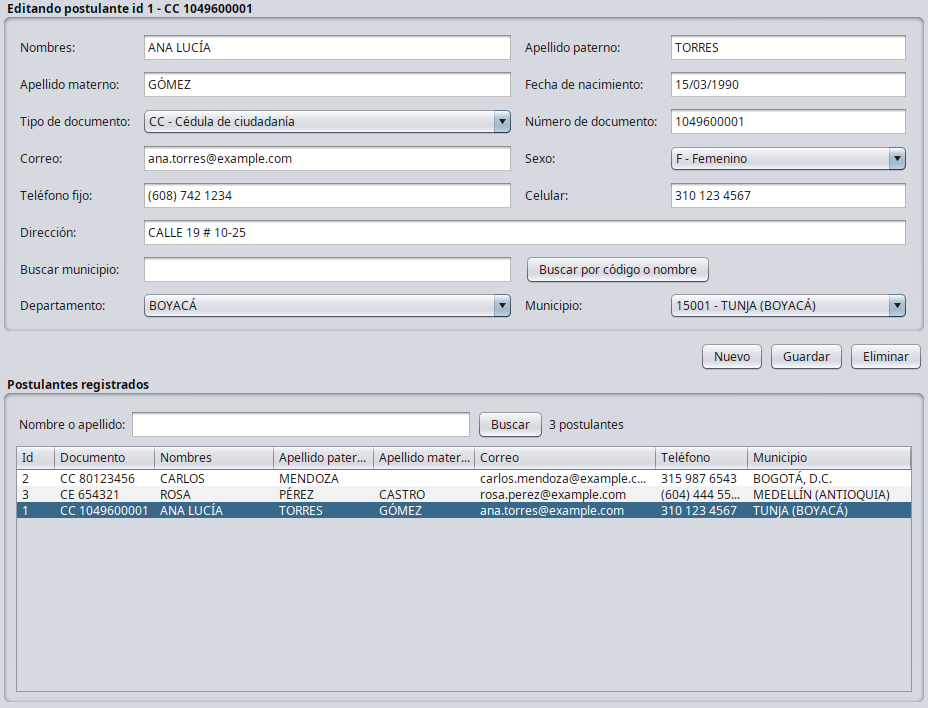 Editando postulante id 1 - CC 1049600001
Nombres: ANA LUCÍA Apellido paterno: TORRES
Apellido materno: GÓMEZ Fecha de nacimiento: 15/03/1990
Tipo de documento: CC - Cédula de ciudadanía Número de documento: 1049600001
Correo: ana.torres@example.com Sexo: F - Femenino
Teléfono fijo: (608) 742 1234 Celular: 310 123 4567
Dirección: CALLE 19 # 10-25
Buscar municipio: Buscar por código o nombre
Departamento: BOYACÁ Municipio: 15001 - TUNJA (BOYACÁ)
Nuevo Guardar Eliminar
Postulantes registrados
Nombre o apellido: Buscar 3 postulantes
Id Documento Nombres Apellido pater... Apellido mater... Correo Teléfono Municipio
2 CC 80123456 CARLOS MENDOZA carlos.mendoza@example.c... 315 987 6543 BOGOTÁ, D.C.
3 CE 654321 ROSA PÉREZ CASTRO rosa.perez@example.com (604) 444 55... MEDELLÍN (ANTIOQUIA)
1 CC 1049600001 ANA LUCÍA TORRES GÓMEZ ana.torres@example.com 310 123 4567 TUNJA (BOYACÁ)